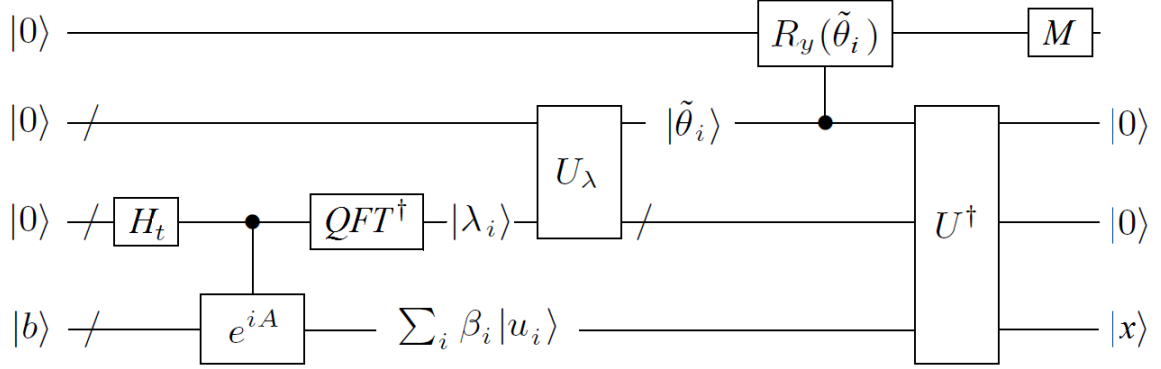 |0⟩ R_y(θ̃_i) M
|0⟩ |θ̃_i⟩ |0⟩
U_λ
|0⟩ H_t QFT† |λ_i⟩ U† |0⟩
|b⟩ e^{iA} ∑_i β_i|u_i⟩ |x⟩